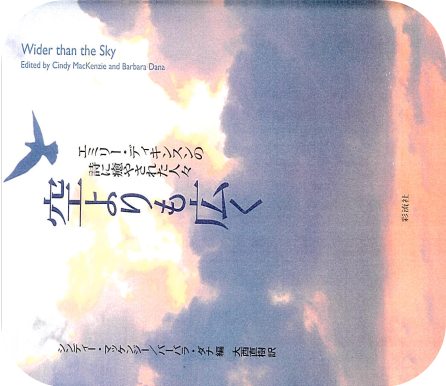 Wider than the Sky
Edited by Cindy MacKenzie and Barbara Dana
エミリー・ディキンスンの
詩に癒やされた人々
空よりも広く
シンディー・マッケンジー/バーバラ・ダナ編 大西直樹 訳
彩流社